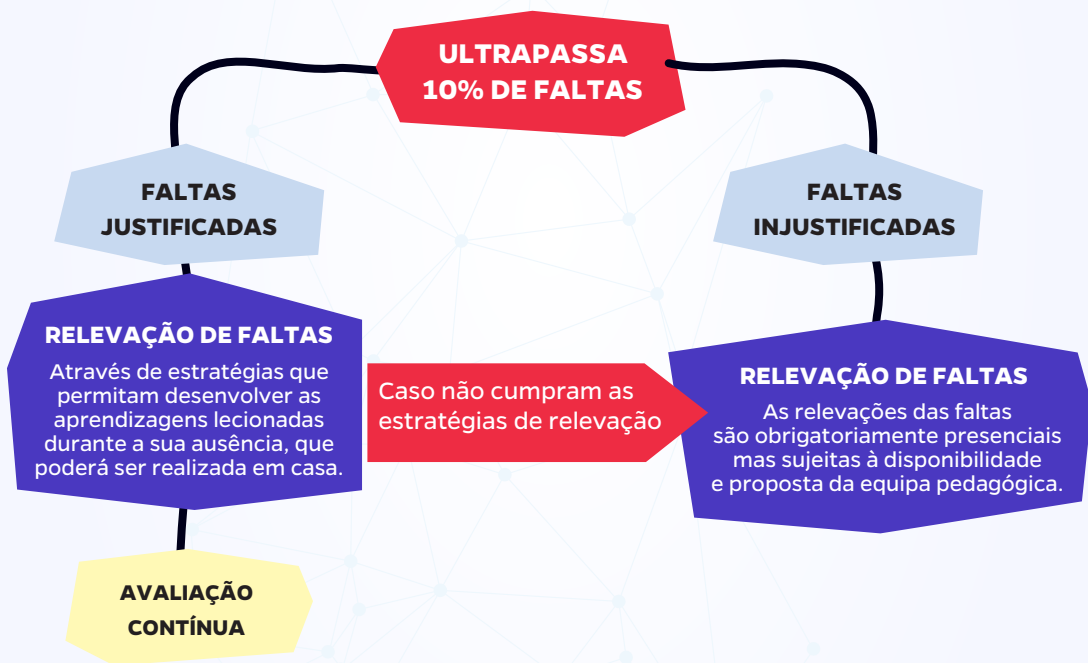 ULTRAPASSA
10% DE FALTAS
FALTAS
JUSTIFICADAS
FALTAS
INJUSTIFICADAS
RELEVAÇÃO DE FALTAS
Através de estratégias que
permitam desenvolver as
aprendizagens lecionadas
durante a sua ausência, que
poderá ser realizada em casa.
Caso não cumpram as
estratégias de relevação
RELEVAÇÃO DE FALTAS
As relevações das faltas
são obrigatoriamente presenciais
mas sujeitas à disponibilidade
e proposta da equipa pedagógica.
AVALIAÇÃO
CONTÍNUA